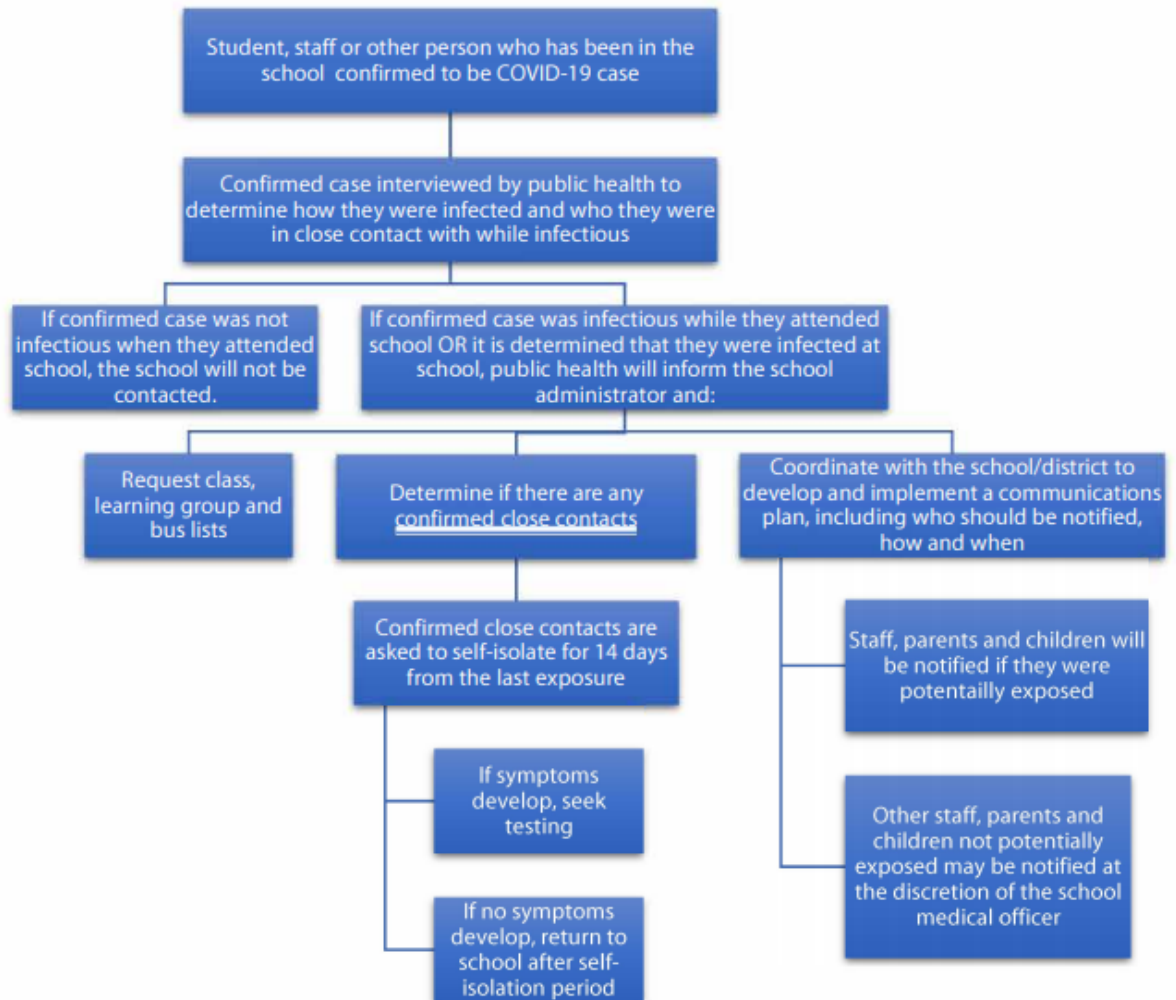 Student, staff or other person who has been in the
school confirmed to be COVID-19 case
Confirmed case interviewed by public health to
determine how they were infected and who they were
in close contact with while infectious
If confirmed case was not
infectious when they attended
school, the school will not be
contacted.
If confirmed case was infectious while they attended
school OR it is determined that they were infected at
school, public health will inform the school
administrator and:
Request class,
learning group and
bus lists
Determine if there are any
confirmed close contacts
Coordinate with the school/district to
develop and implement a communications
plan, including who should be notified,
how and when
Confirmed close contacts are
asked to self-isolate for 14 days
from the last exposure
If symptoms
develop, seek
testing
If no symptoms
develop, return to
school after self-
isolation period
Staff, parents and children will
be notified if they were
potentailly exposed
Other staff, parents and
children not potentially
exposed may be notified at
the discretion of the school
medical officer